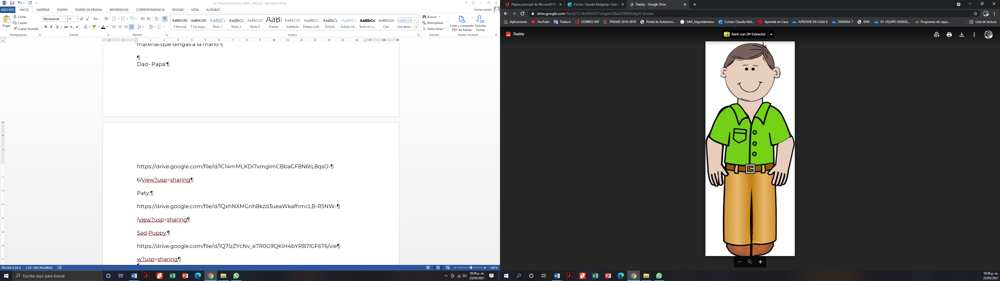 2o. PrimariaJueves22 ABRIL_INGLES - Microsoft Word
ARCHIVO INICIO INSERTAR DISEÑO DISEÑO DE PÁGINA REFERENCIAS CORRESPONDENCIA REVISAR VISTA ACROBAT
Iniciar sesión
Pegar
Cortar
Copiar
Copiar formato
Portapapeles
Montserrat 11
N K S abc x₂ x²
Fuente
Párrafo
AaBbCcDc AaBbCcDc AaBbCc AaBbCc AaBbCcD AaBl AaBbCcD AaBbCc AaBbCc AaBbCc AaBbCc AaBbCcDc AaBbCcDc
¶ Normal ¶ Sin espa... Título 1 Título 2 Título 3 Puesto Subtítulo Énfasis sutil Énfasis Énfasis int... Texto en n... Cita Cita desta...
Estilos
Buscar
Reemplazar
Seleccionar
Edición
Crear y compartir PDF de Adobe
Solicitar firmas
Adobe Acrobat
material·que·tengas·a·la·mano·¶
¶
Dad-·Papá:¶
https://drive.google.com/file/d/1C14mMLKDi7xmgimCBbaGF8N6tL8qsO-¶
6/view?usp=sharing¶
Paty:¶
https://drive.google.com/file/d/1QxhNXMGnh8kzd3ueaWkafhmcLB-R5NW-¶
/view?usp=sharing¶
Sad·Puppy:¶
https://drive.google.com/file/d/1Q7IzZYcNv_e7R0G9QKiH4bYRB7IGF6T6/vie¶
w?usp=sharing¶
PÁGINA 6 DE 6 2 DE 1065 PALABRAS
140 %
Escribe aquí para buscar
10:39 p. m.
23/03/2021
Página principal de Microsoft Of
Correo: Claudia Melgarejo Solan
Daddy - Google Drive
drive.google.com/file/d/1C14mMLKDi7xmgimCBbaGF8N6tL8qsO-6/view
Aplicaciones YouTube Traducir CORREO SEP PREARE 2018-2019 Portal de Autoservi... SAVI_Segundamano Correo: Claudia Mel... Aprende en Casa APRENDE EN CASA II SEMANA 7 DNC 01. EQUIPO DGDGE... Programas de capa... Lista de lectura
Daddy
Abrir con ZIP Extractor
10:39 p. m.
23/03/2021